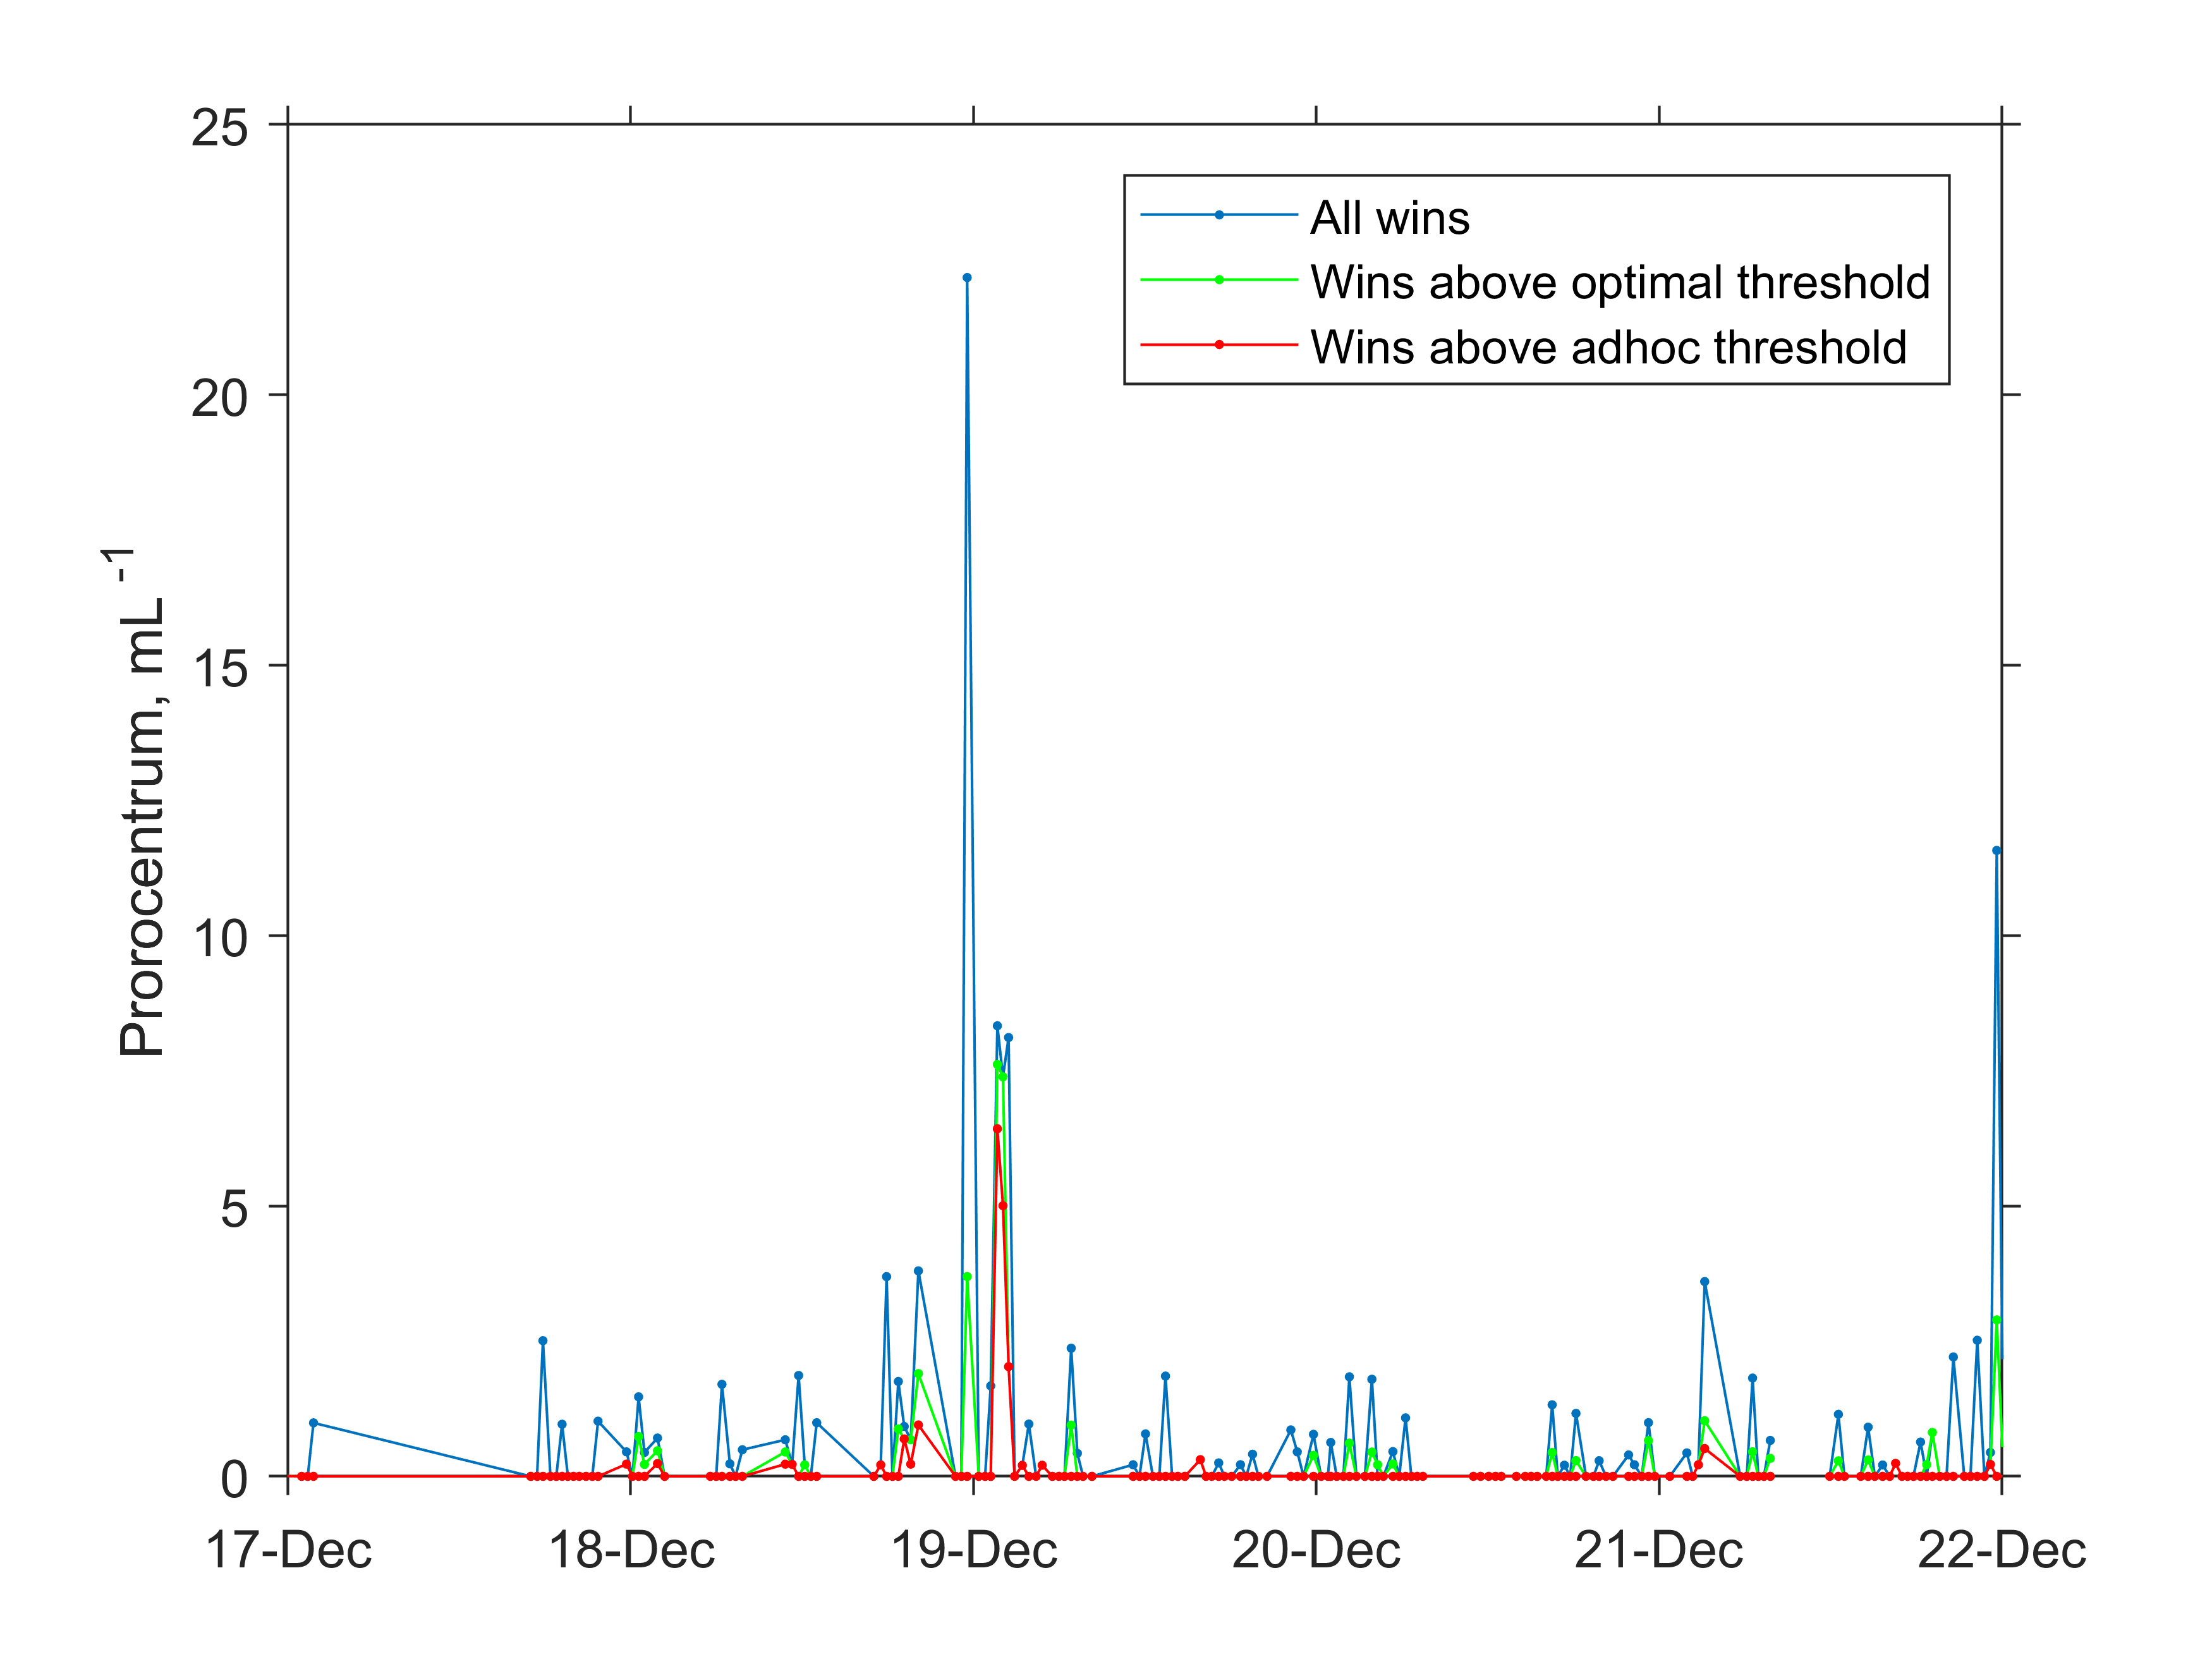 25
20
15
10
5
0
Prorocentrum, mL -1
All wins
Wins above optimal threshold
Wins above adhoc threshold
17-Dec 18-Dec 19-Dec 20-Dec 21-Dec 22-Dec